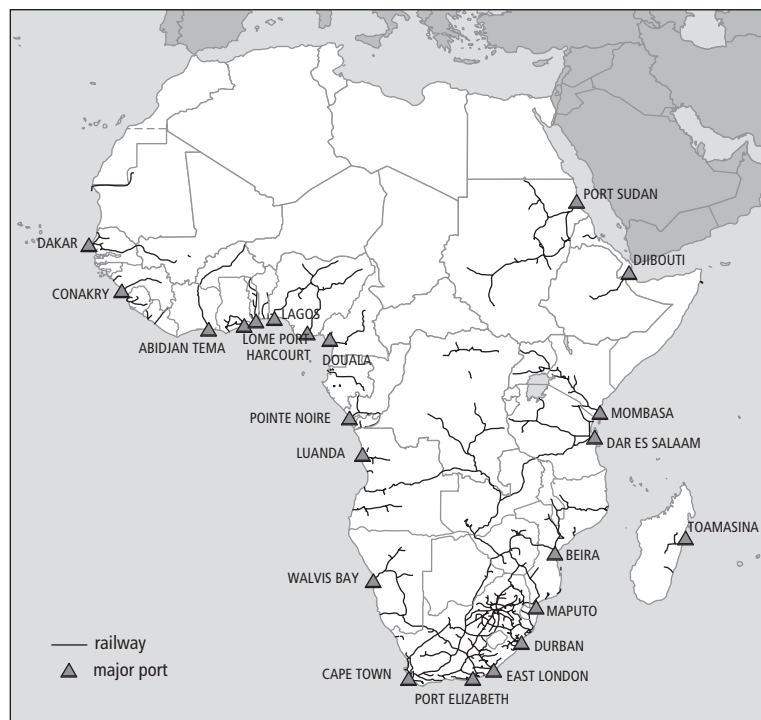 PORT SUDAN
DAKAR
DJIBOUTI
CONAKRY
LAGOS
ABIDJAN TEMA
LOME PORT
HARCOURT
DOUALA
POINTE NOIRE
MOMBASA
DAR ES SALAAM
LUANDA
TOAMASINA
BEIRA
WALVIS BAY
MAPUTO
railway
DURBAN
major port
CAPE TOWN
EAST LONDON
PORT ELIZABETH